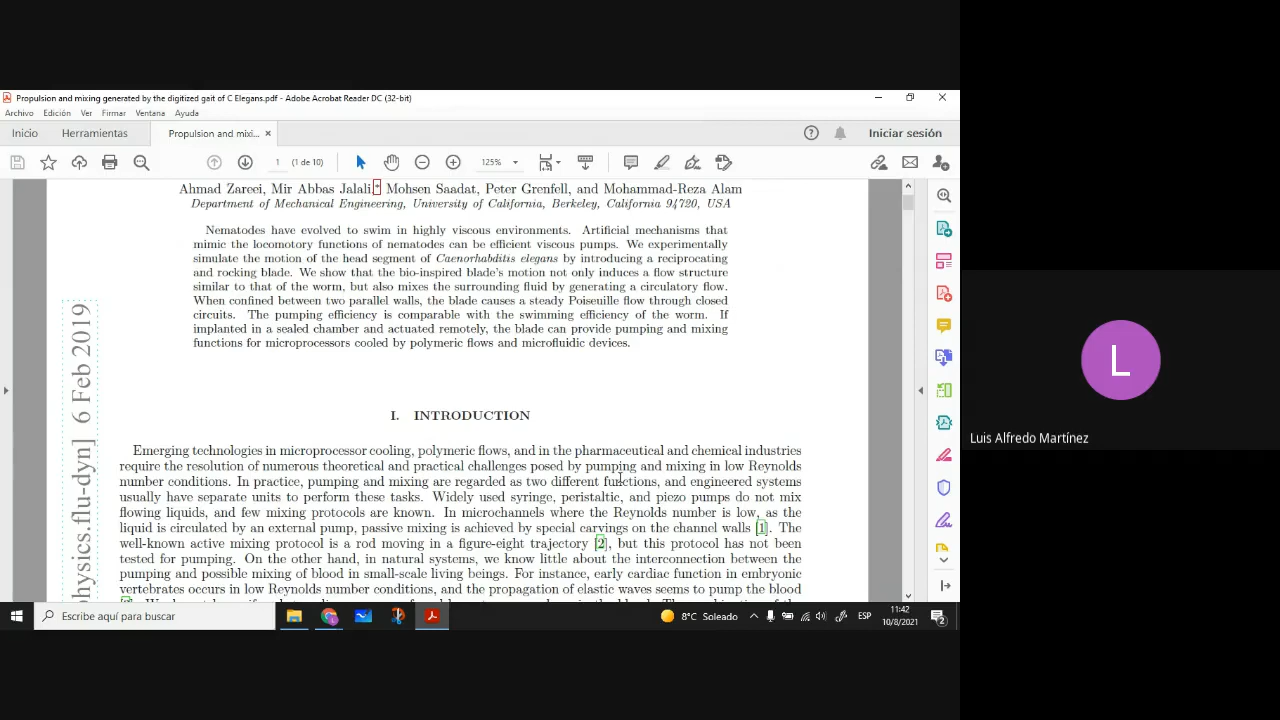 Propulsion and mixing generated by the digitized gait of C Elegans.pdf - Adobe Acrobat Reader DC (32-bit)
Archivo Edición Ver Firmar Ventana Ayuda
Inicio Herramientas Propulsion and mixi... × Iniciar sesión
1 (1 de 10) 125%
Ahmad Zareei, Mir Abbas Jalali,* Mohsen Saadat, Peter Grenfell, and Mohammad-Reza Alam
Department of Mechanical Engineering, University of California, Berkeley, California 94720, USA
Nematodes have evolved to swim in highly viscous environments. Artificial mechanisms that
mimic the locomotory functions of nematodes can be efficient viscous pumps. We experimentally
simulate the motion of the head segment of Caenorhabditis elegans by introducing a reciprocating
and rocking blade. We show that the bio-inspired blade's motion not only induces a flow structure
similar to that of the worm, but also mixes the surrounding fluid by generating a circulatory flow.
When confined between two parallel walls, the blade causes a steady Poiseuille flow through closed
circuits. The pumping efficiency is comparable with the swimming efficiency of the worm. If
implanted in a sealed chamber and actuated remotely, the blade can provide pumping and mixing
functions for microprocessors cooled by polymeric flows and microfluidic devices.
hysics.flu-dyn] 6 Feb 2019
I. INTRODUCTION
Emerging technologies in microprocessor cooling, polymeric flows, and in the pharmaceutical and chemical industries
require the resolution of numerous theoretical and practical challenges posed by pumping and mixing in low Reynolds
number conditions. In practice, pumping and mixing are regarded as two different functions, and engineered systems
usually have separate units to perform these tasks. Widely used syringe, peristaltic, and piezo pumps do not mix
flowing liquids, and few mixing protocols are known. In microchannels where the Reynolds number is low, as the
liquid is circulated by an external pump, passive mixing is achieved by special carvings on the channel walls [1]. The
well-known active mixing protocol is a rod moving in a figure-eight trajectory [2], but this protocol has not been
tested for pumping. On the other hand, in natural systems, we know little about the interconnection between the
pumping and possible mixing of blood in small-scale living beings. For instance, early cardiac function in embryonic
vertebrates occurs in low Reynolds number conditions, and the propagation of elastic waves seems to pump the blood
L
Luis Alfredo Martínez
Escribe aquí para buscar
8°C Soleado
ESP
11:42
10/8/2021
2